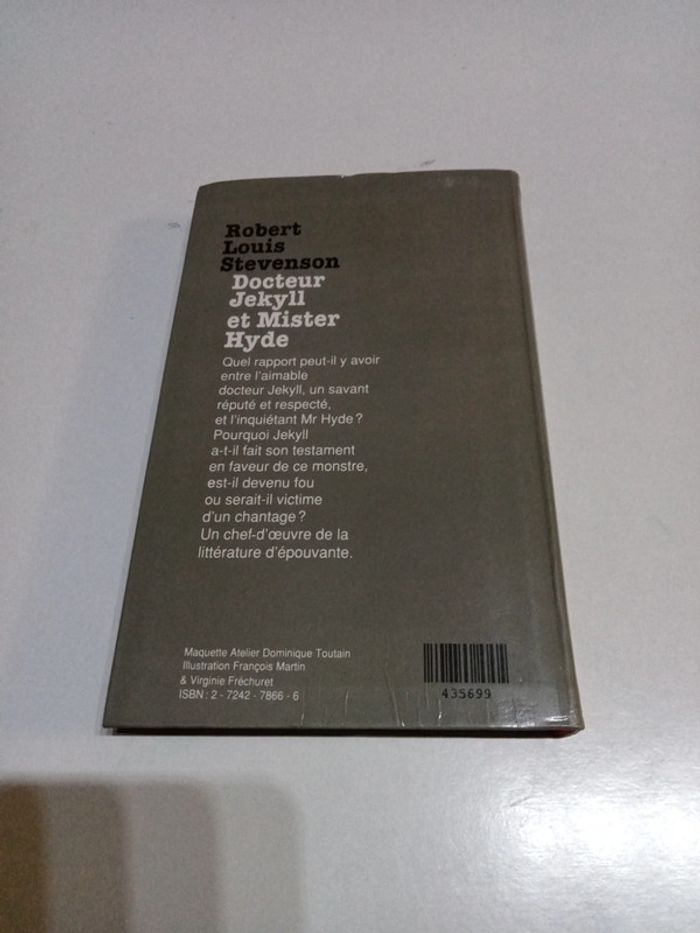 Robert
Louis
Stevenson
Docteur
Jekyll
et Mister
Hyde
Quel rapport peut-il y avoir
entre l'aimable
docteur Jekyll, un savant
réputé et respecté,
et l'inquiétant Mr Hyde ?
Pourquoi Jekyll
a-t-il fait son testament
en faveur de ce monstre,
est-il devenu fou
ou serait-il victime
d'un chantage ?
Un chef-d'œuvre de la
littérature d'épouvante.
Maquette Atelier Dominique Toutain
Illustration François Martin
& Virginie Fréchuret
ISBN : 2 - 7242 - 7866 - 6
435699